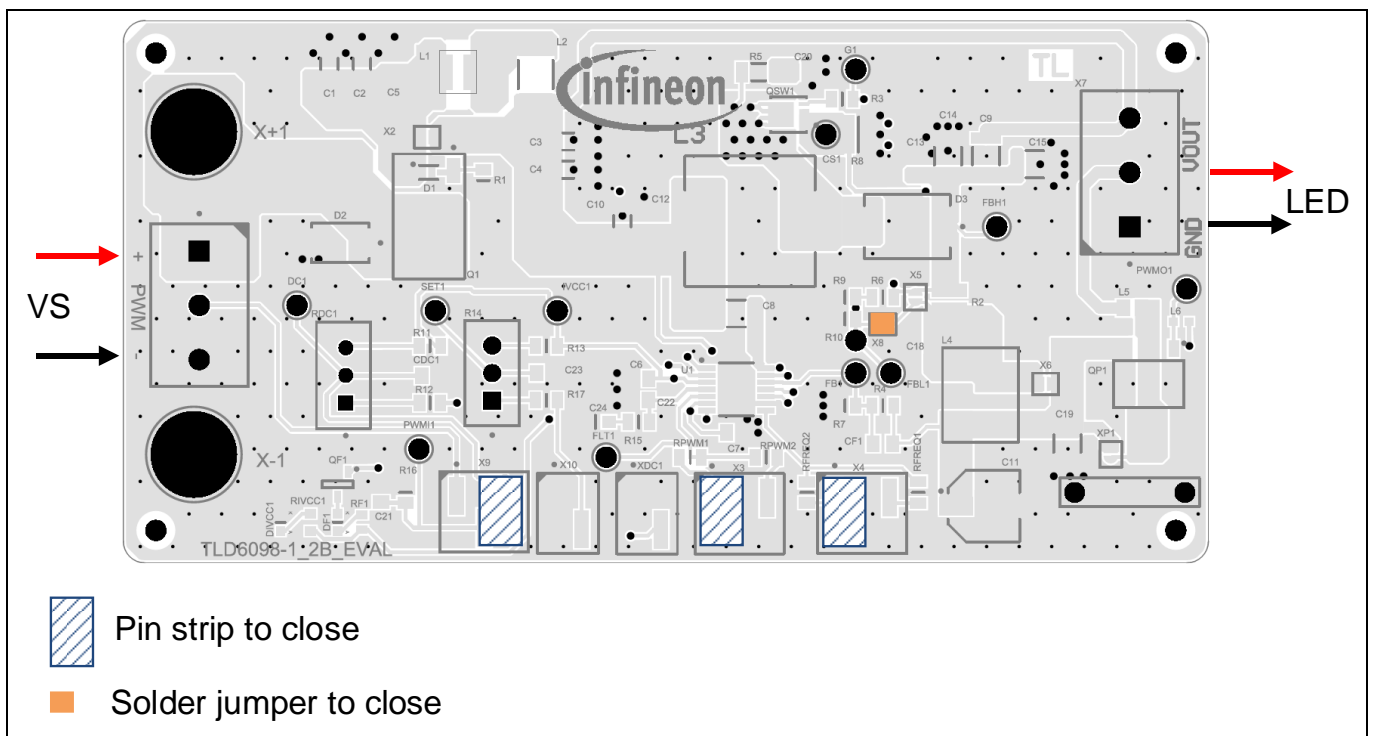 L1
L2
infineon
R5
C20
G1
TL
X7
C1
C2
C5
QSW1
R3
X+1
X2
L3
CS1
R8
C14
C9
C13
C15
VOUT
C3
C4
D1
R1
C10
C12
D3
FBH1
LED
GND
D2
Q1
+
PWM
-
VS
DC1
SET1
IVCC1
R9
R6
X5
R2
PWMO1
L5
L6
RDC1
R14
C8
R11
R13
R10
X8
C18
L4
CDC1
C23
C6
U1
X6
QP1
R12
R17
C22
FB1
R4
FBL1
C24
R15
R7
C19
PWMI1
FLT1
RPWM1
C7
RPWM2
RFREQ2
CF1
RFREQ1
XP1
X-1
QF1
R16
X9
X10
XDC1
X3
X4
C11
DIVCC1
RIVCC1
DF1
RF1
C21
TLD6098-1_2B_EVAL
Pin strip to close
Solder jumper to close